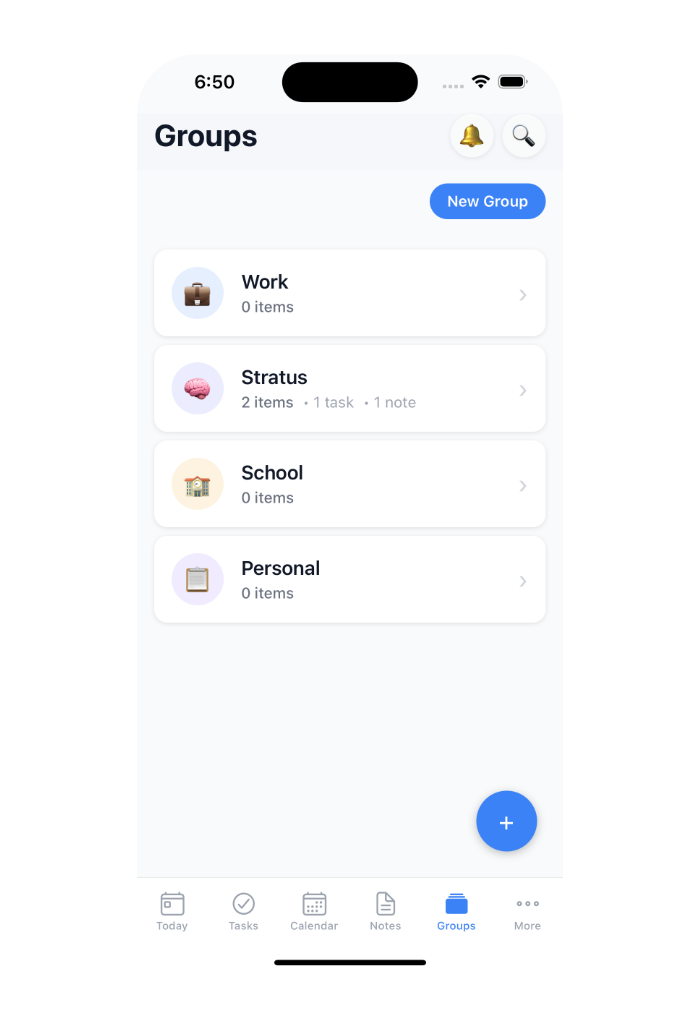 6:50
Groups
New Group
Work
0 items
Stratus
2 items • 1 task • 1 note
School
0 items
Personal
0 items
+
Today Tasks Calendar Notes Groups More